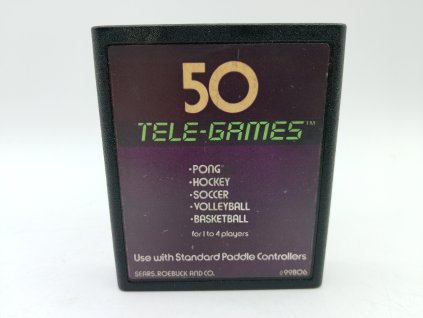 50
TELE-GAMES™
·PONG
·HOCKEY
·SOCCER
·VOLLEYBALL
·BASKETBALL
for 1 to 4 players
Use with Standard Paddle Controllers
SEARS, ROEBUCK AND CO.
99806